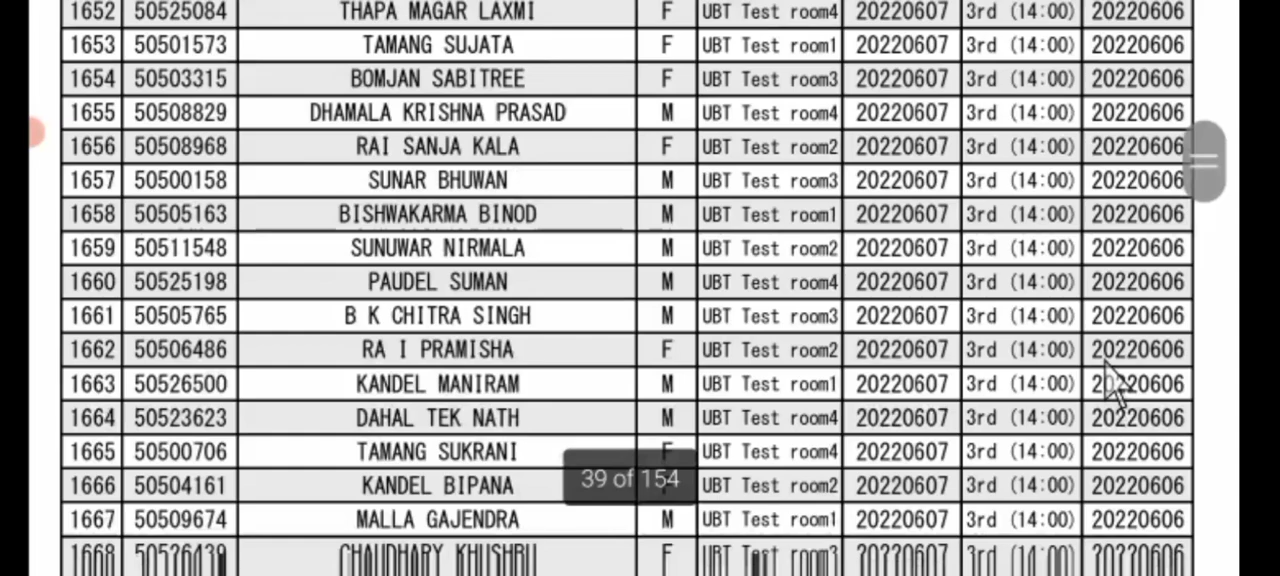 1652 50525084 THAPA MAGAR LAXMI F UBT Test room4 20220607 3rd (14:00) 20220606
1653 50501573 TAMANG SUJATA F UBT Test room1 20220607 3rd (14:00) 20220606
1654 50503315 BOMJAN SABITREE F UBT Test room3 20220607 3rd (14:00) 20220606
1655 50508829 DHAMALA KRISHNA PRASAD M UBT Test room4 20220607 3rd (14:00) 20220606
1656 50508968 RAI SANJA KALA F UBT Test room2 20220607 3rd (14:00) 20220606
1657 50500158 SUNAR BHUWAN M UBT Test room3 20220607 3rd (14:00) 20220606
1658 50505163 BISHWAKARMA BINOD M UBT Test room1 20220607 3rd (14:00) 20220606
1659 50511548 SUNUWAR NIRMALA M UBT Test room2 20220607 3rd (14:00) 20220606
1660 50525198 PAUDEL SUMAN M UBT Test room4 20220607 3rd (14:00) 20220606
1661 50505765 B K CHITRA SINGH M UBT Test room3 20220607 3rd (14:00) 20220606
1662 50506486 RA I PRAMISHA F UBT Test room2 20220607 3rd (14:00) 20220606
1663 50526500 KANDEL MANIRAM M UBT Test room1 20220607 3rd (14:00) 20220606
1664 50523623 DAHAL TEK NATH M UBT Test room4 20220607 3rd (14:00) 20220606
1665 50500706 TAMANG SUKRANI F UBT Test room4 20220607 3rd (14:00) 20220606
39 of 154
1666 50504161 KANDEL BIPANA UBT Test room2 20220607 3rd (14:00) 20220606
1667 50509674 MALLA GAJENDRA M UBT Test room1 20220607 3rd (14:00) 20220606
1668 50526439 CHAUDHARY KHUSHBU F UBT Test room3 20220607 3rd (14:00) 20220606